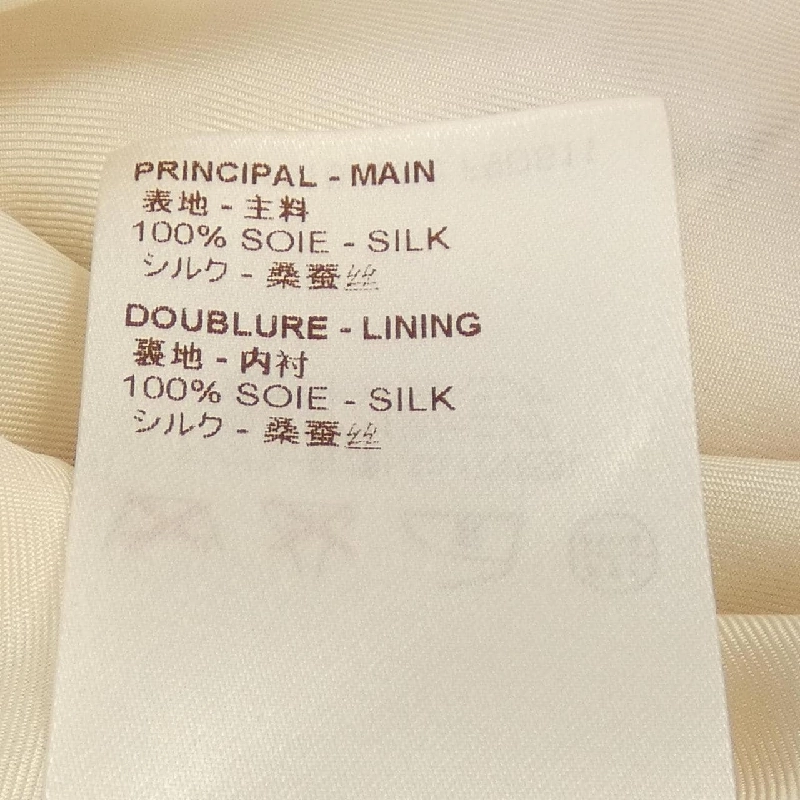 PRINCIPAL - MAIN
表地 - 主料
100% SOIE - SILK
シルク - 桑蚕丝
DOUBLURE - LINING
裏地 - 内衬
100% SOIE - SILK
シルク - 桑蚕丝